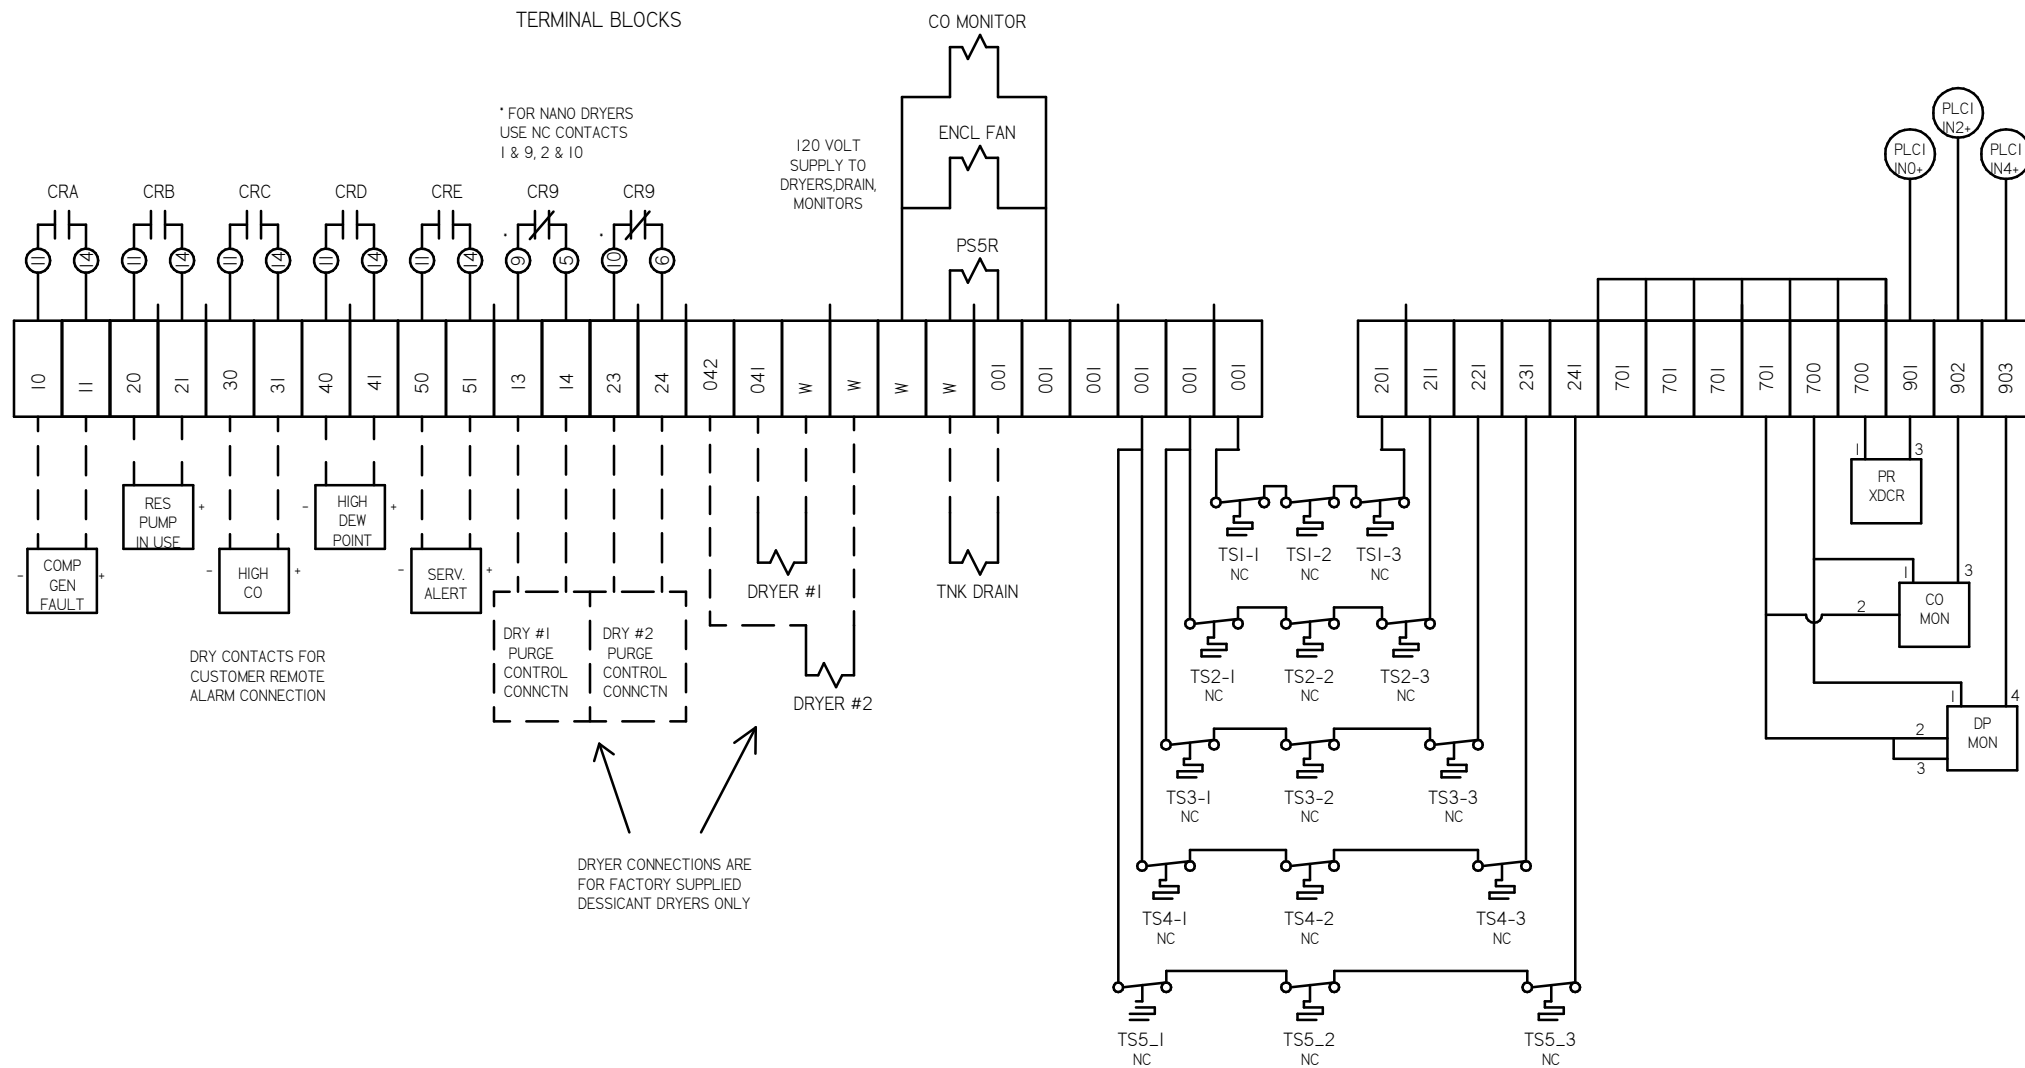 TERMINAL BLOCKS
CO MONITOR
* FOR NANO DRYERS
USE NC CONTACTS
1 & 9, 2 & 10
120 VOLT
SUPPLY TO
DRYERS,DRAIN,
MONITORS
ENCL FAN
PS5R
PLC1
IN0+
PLC1
IN2+
PLC1
IN4+
CRA
CRB
CRC
CRD
CRE
CR9
CR9
* *
11 14 11 14 11 14 11 14 11 14 9 5 10 6
10 11 20 21 30 31 40 41 50 51 13 14 23 24 042 041 W W W W 001 001 001 001 001 001
201 211 221 231 241 701 701 701 701 700 700 901 902 903
- COMP +
GEN
FAULT
RES +
PUMP
IN USE
- HIGH +
CO
- HIGH +
DEW
POINT
- SERV. +
ALERT
DRY CONTACTS FOR
CUSTOMER REMOTE
ALARM CONNECTION
DRY #1
PURGE
CONTROL
CONNCTN
DRY #2
PURGE
CONTROL
CONNCTN
DRYER #1
DRYER #2
TNK DRAIN
DRYER CONNECTIONS ARE
FOR FACTORY SUPPLIED
DESSICANT DRYERS ONLY
TS1-1
NC
TS1-2
NC
TS1-3
NC
TS2-1
NC
TS2-2
NC
TS2-3
NC
TS3-1
NC
TS3-2
NC
TS3-3
NC
TS4-1
NC
TS4-2
NC
TS4-3
NC
TS5_1
NC
TS5_2
NC
TS5_3
NC
1 3
PR
XDCR
1 3
2
CO
MON
1 4
2
3
DP
MON